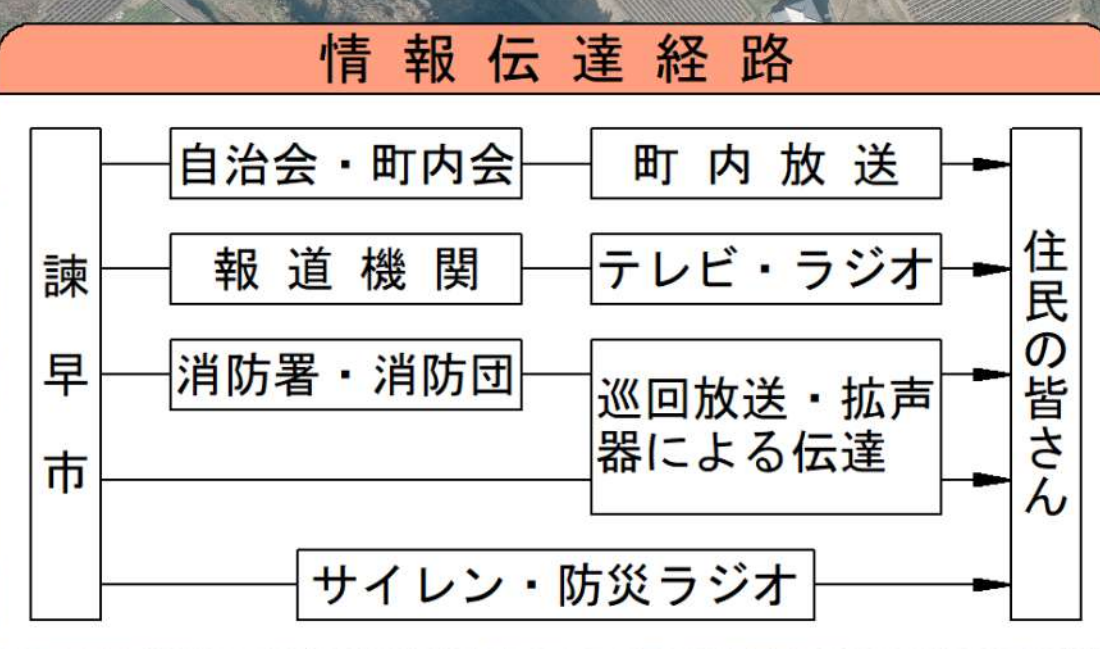 情報伝達経路
諫早市
自治会・町内会
町内放送
報道機関
テレビ・ラジオ
消防署・消防団
巡回放送・拡声
器による伝達
サイレン・防災ラジオ
住民の皆さん